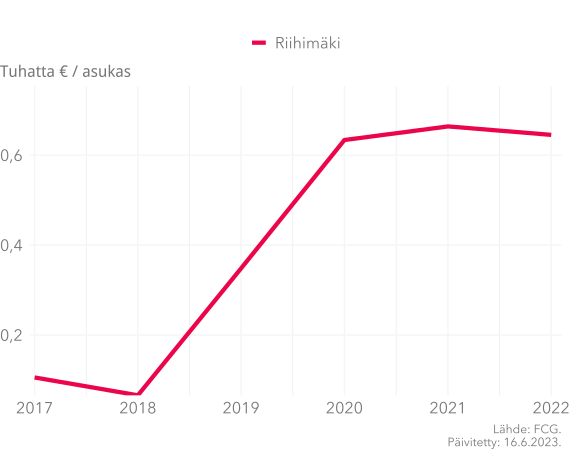 Riihimäki
Tuhatta € / asukas
0,6
0,4
0,2
2017 2018 2019 2020 2021 2022
Lähde: FCG.
Päivitetty: 16.6.2023.